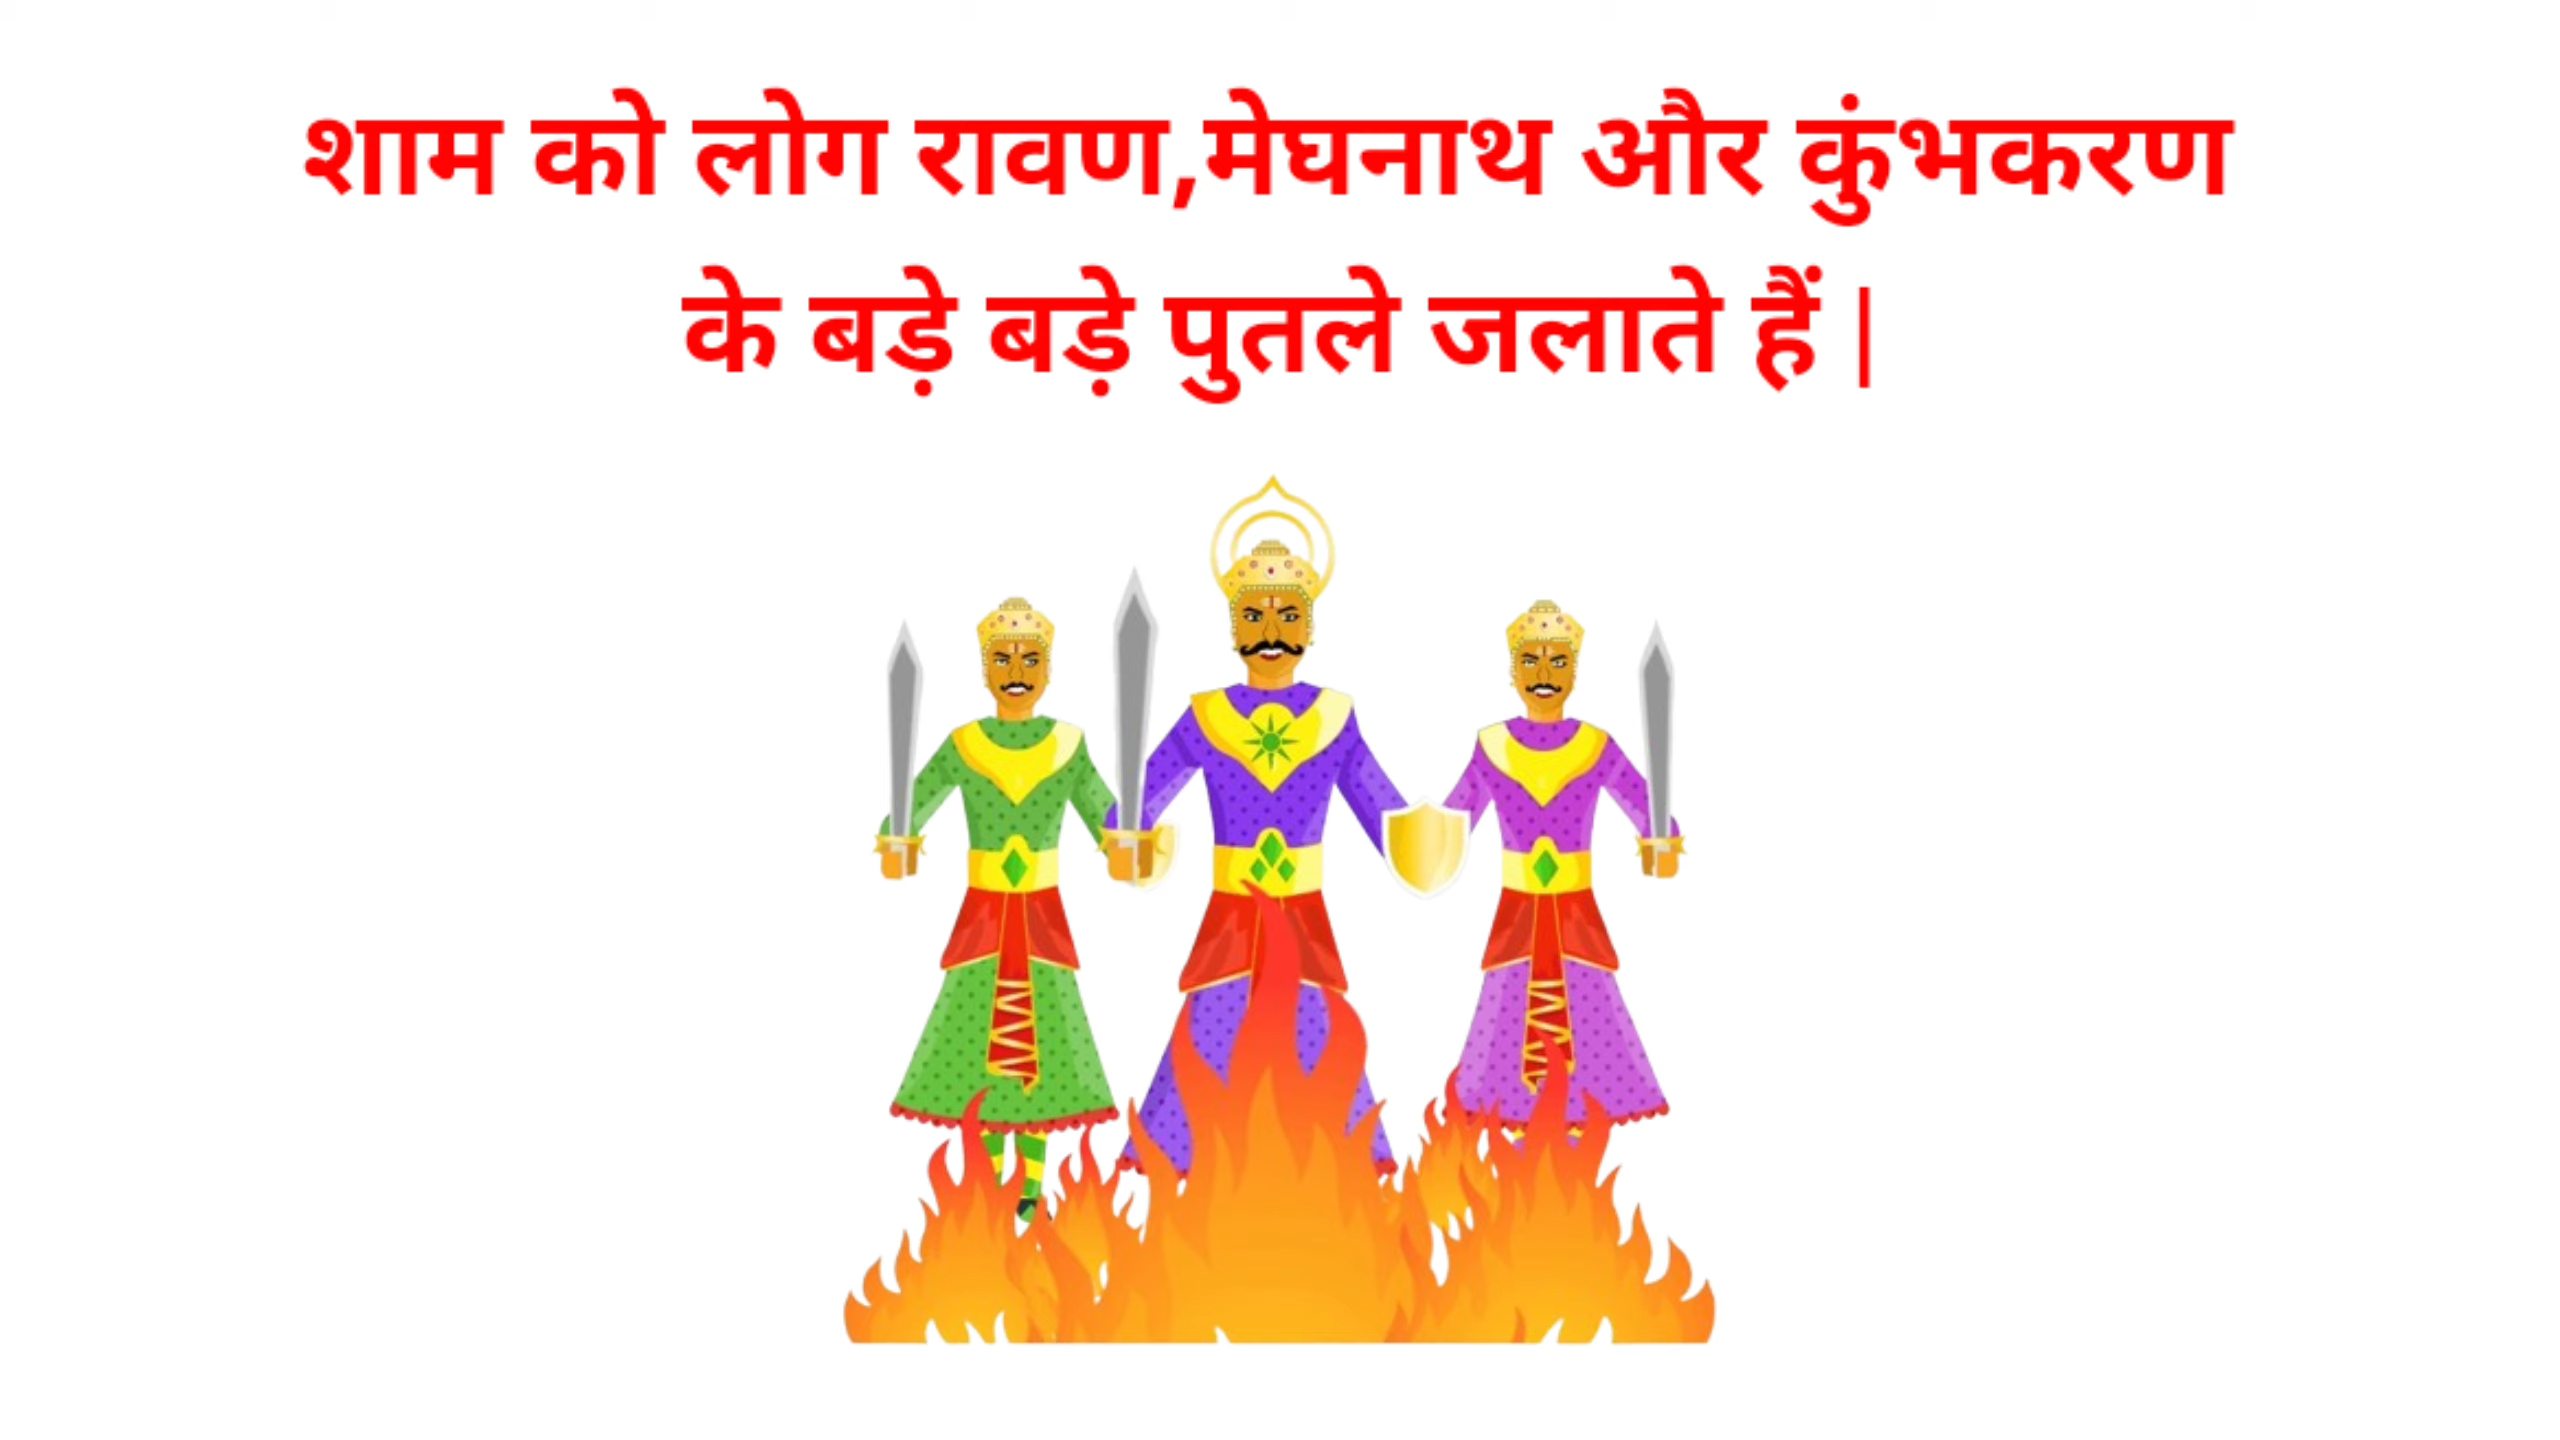 शाम को लोग रावण,मेघनाथ और कुंभकरण
के बड़े बड़े पुतले जलाते हैं |